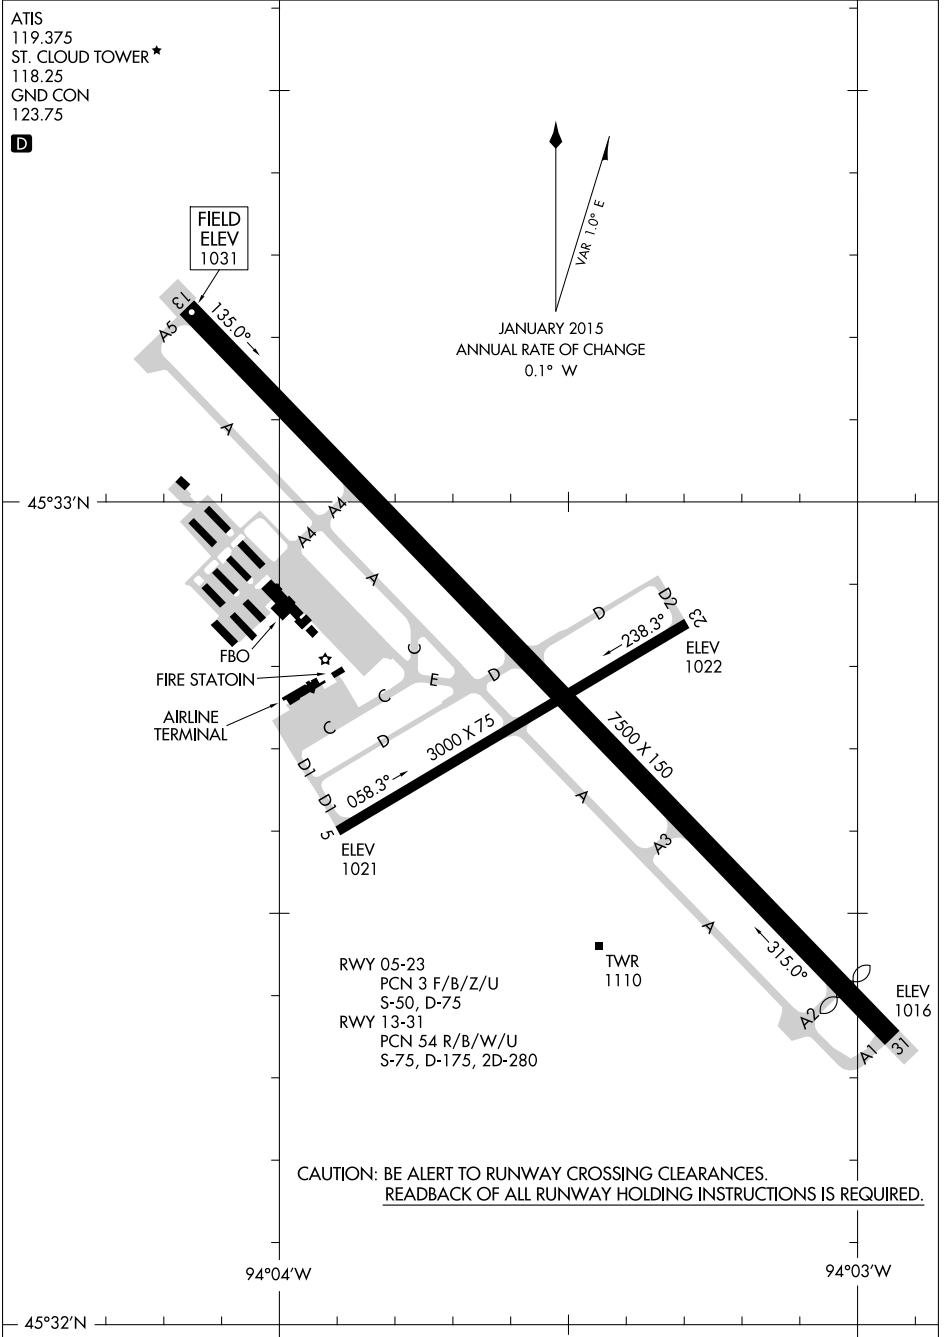 ATIS
119.375
ST. CLOUD TOWER★
118.25
GND CON
123.75
D
VAR 1.0° E
JANUARY 2015
ANNUAL RATE OF CHANGE
0.1° W
FIELD
ELEV
1031
13
135.0°
A5
A
45°33'N
A4
A4
A
D
D2
23
238.3°
ELEV
1022
FBO
FIRE STATOIN
AIRLINE
TERMINAL
C
E
D
C
C
D
3000 X 75
7500 X 150
D1
D1
058.3°
5
ELEV
1021
A
A3
A
315.0°
TWR
1110
ELEV
1016
A2
A1
31
RWY 05-23
PCN 3 F/B/Z/U
S-50, D-75
RWY 13-31
PCN 54 R/B/W/U
S-75, D-175, 2D-280
CAUTION: BE ALERT TO RUNWAY CROSSING CLEARANCES.
READBACK OF ALL RUNWAY HOLDING INSTRUCTIONS IS REQUIRED.
94°04'W
94°03'W
45°32'N